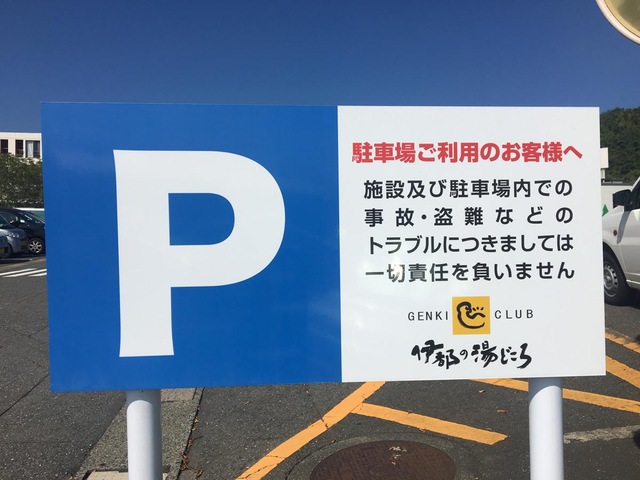 P
駐車場ご利用のお客様へ
施設及び駐車場内での
事故・盗難などの
トラブルにつきましては
一切責任を負いません
GENKI CLUB
伊都の湯どころ